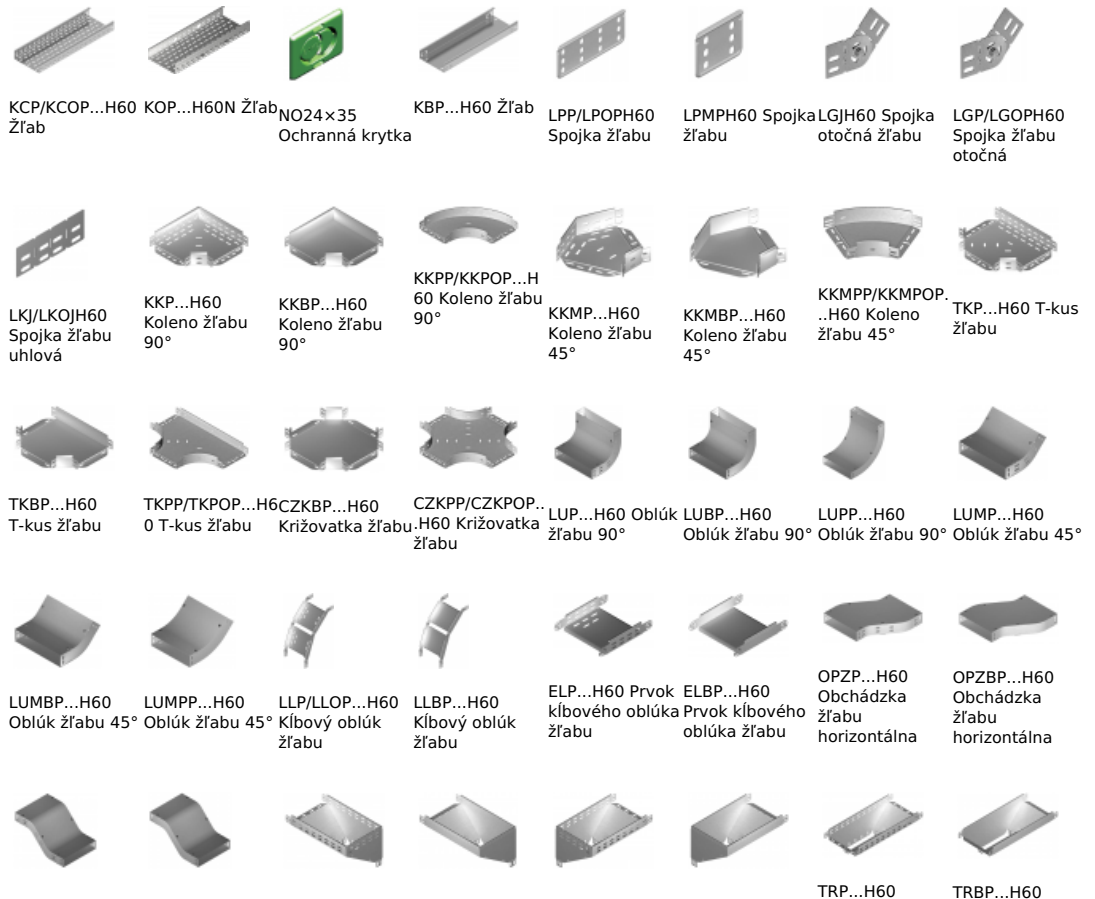 KCP/KCOP...H60
Žľab
KOP...H60N Žľab
NO24×35
Ochranná krytka
KBP...H60 Žľab
LPP/LPOPH60
Spojka žľabu
LPMPH60 Spojka
žľabu
LGJH60 Spojka
otočná žľabu
LGP/LGOPH60
Spojka žľabu
otočná
LKJ/LKOJH60
Spojka žľabu
uhlová
KKP...H60
Koleno žľabu
90°
KKBP...H60
Koleno žľabu
90°
KKPP/KKPOP...H
60 Koleno žľabu
90°
KKMP...H60
Koleno žľabu
45°
KKMBP...H60
Koleno žľabu
45°
KKMPP/KKMPOP.
..H60 Koleno
žľabu 45°
TKP...H60 T-kus
žľabu
TKBP...H60
T-kus žľabu
TKPP/TKPOP...H6
0 T-kus žľabu
CZKBP...H60
Križovatka žľabu
CZKPP/CZKPOP..
.H60 Križovatka
žľabu
LUP...H60 Oblúk
žľabu 90°
LUBP...H60
Oblúk žľabu 90°
LUPP...H60
Oblúk žľabu 90°
LUMP...H60
Oblúk žľabu 45°
LUMBP...H60
Oblúk žľabu 45°
LUMPP...H60
Oblúk žľabu 45°
LLP/LLOP...H60
Kĺbový oblúk
žľabu
LLBP...H60
Kĺbový oblúk
žľabu
ELP...H60 Prvok
kĺbového oblúka
žľabu
ELBP...H60
Prvok kĺbového
oblúka žľabu
OPZP...H60
Obchádzka
žľabu
horizontálna
OPZBP...H60
Obchádzka
žľabu
horizontálna
TRP...H60
TRBP...H60